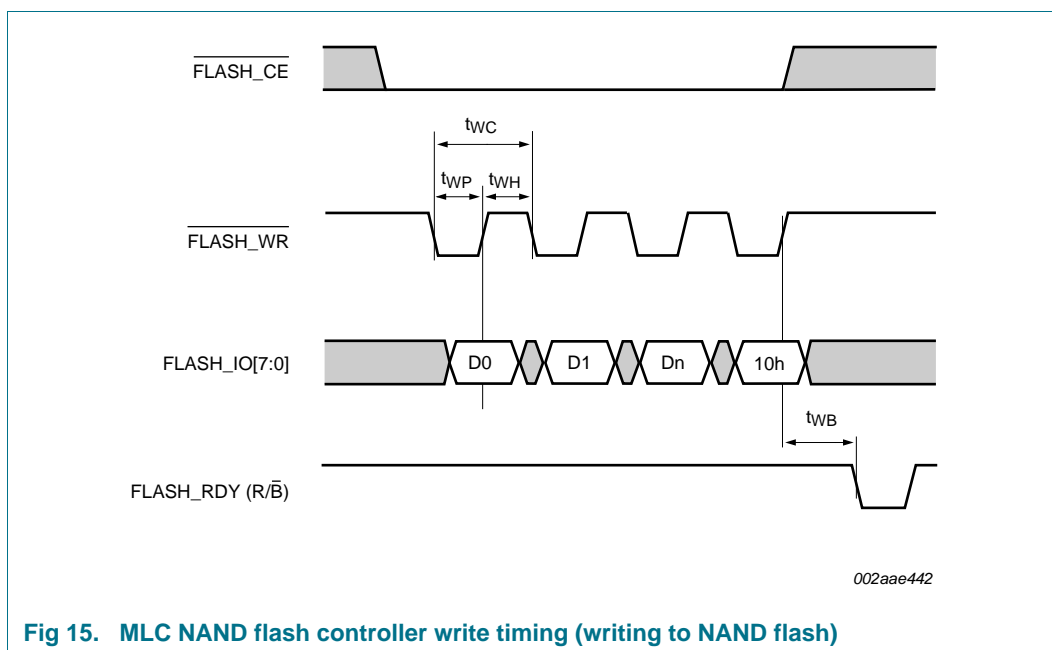 FLASH_CE
tWC
tWP tWH
FLASH_WR
FLASH_IO[7:0] D0 D1 Dn 10h
tWB
FLASH_RDY (R/B̅)
002aae442
Fig 15. MLC NAND flash controller write timing (writing to NAND flash)